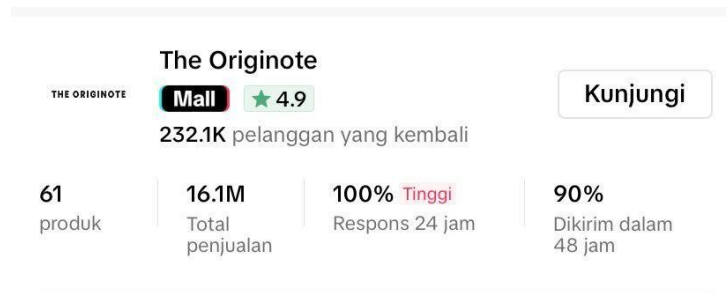 The Originote
THE ORIGINOTE
Mall ★ 4.9
Kunjungi
232.1K pelanggan yang kembali
61
produk
16.1M
Total
penjualan
100% Tinggi
Respons 24 jam
90%
Dikirim dalam
48 jam